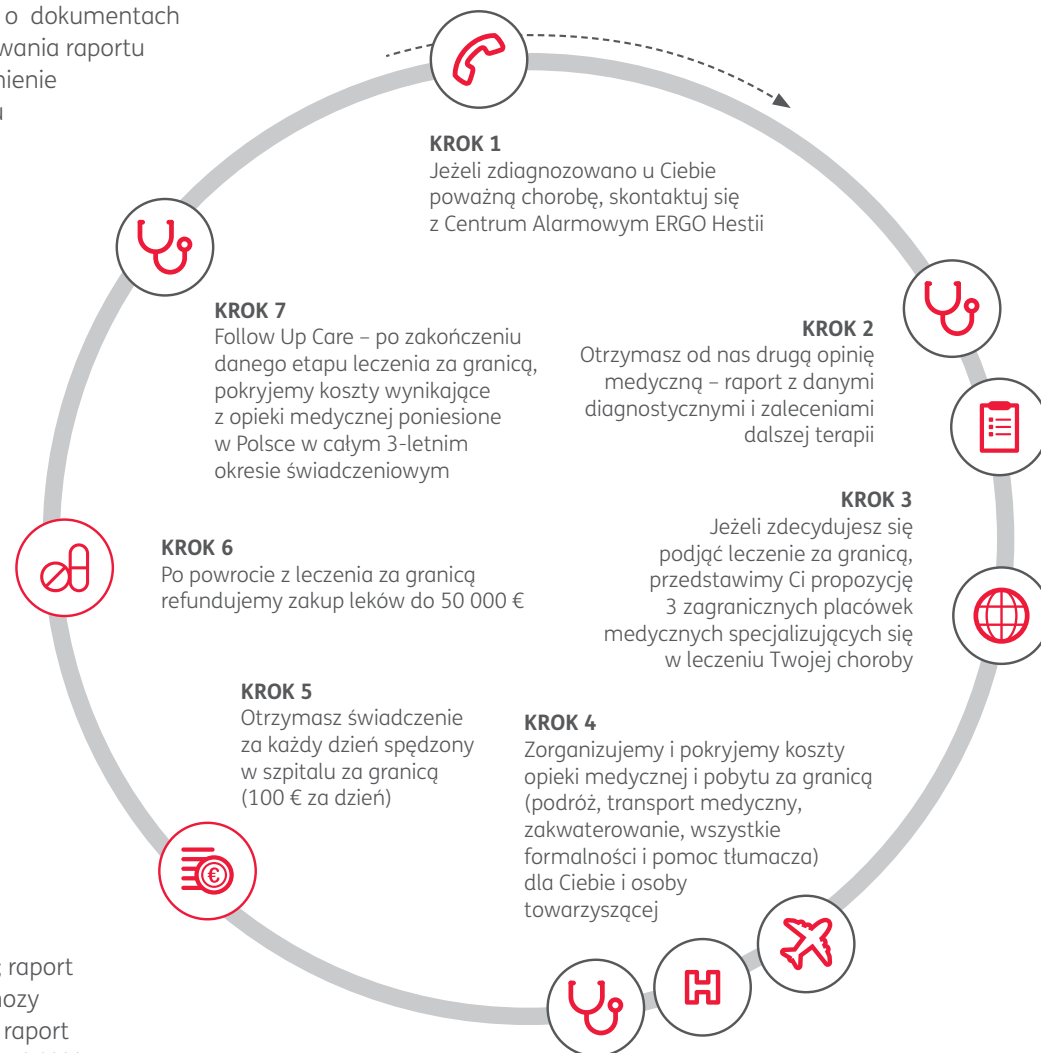 o dokumentach
wania raportu
nienie
KROK 1
Jeżeli zdiagnozowano u Ciebie
poważną chorobę, skontaktuj się
z Centrum Alarmowym ERGO Hestii
KROK 2
Otrzymasz od nas drugą opinię
medyczną – raport z danymi
diagnostycznymi i zaleceniami
dalszej terapii
KROK 3
Jeżeli zdecydujesz się
podjąć leczenie za granicą,
przedstawimy Ci propozycję
3 zagranicznych placówek
medycznych specjalizujących się
w leczeniu Twojej choroby
KROK 4
Zorganizujemy i pokryjemy koszty
opieki medycznej i pobytu za granicą
(podróż, transport medyczny,
zakwaterowanie, wszystkie
formalności i pomoc tłumacza)
dla Ciebie i osoby
towarzyszącej
KROK 5
Otrzymasz świadczenie
za każdy dzień spędzony
w szpitalu za granicą
(100 € za dzień)
KROK 6
Po powrocie z leczenia za granicą
refundujemy zakup leków do 50 000 €
KROK 7
Follow Up Care – po zakończeniu
danego etapu leczenia za granicą,
pokryjemy koszty wynikające
z opieki medycznej poniesione
w Polsce w całym 3-letnim
okresie świadczeniowym
€
H
raport
nozy
raport